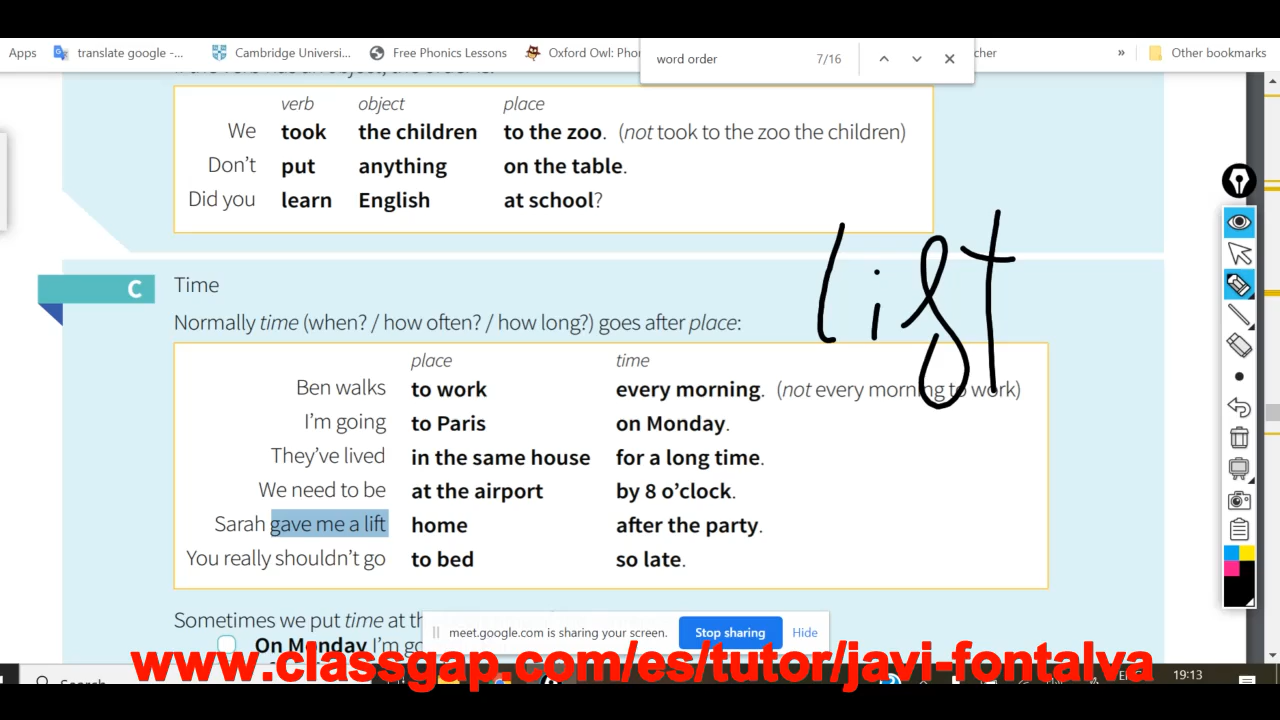 Apps translate google -... Cambridge Universi... Free Phonics Lessons Oxford Owl: Phon word order 7/16 cher » Other bookmarks
verb object place
We took the children to the zoo. (not took to the zoo the children)
Don't put anything on the table.
Did you learn English at school?
lift
C Time
Normally time (when? / how often? / how long?) goes after place:
place time
Ben walks to work every morning. (not every morning to work)
I'm going to Paris on Monday.
They've lived in the same house for a long time.
We need to be at the airport by 8 o'clock.
Sarah gave me a lift home after the party.
You really shouldn't go to bed so late.
Sometimes we put time at th
meet.google.com is sharing your screen. Stop sharing Hide
On Monday I'm go
www.classgap.com/es/tutor/javi-fontalva
Search 19:13